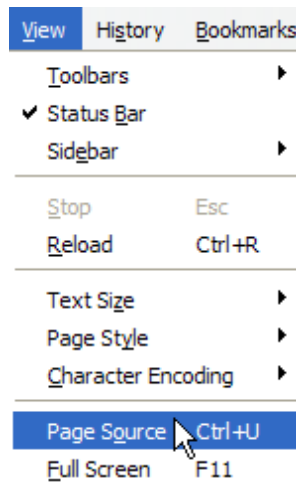 View History Bookmarks
Toolbars
Status Bar
Sidebar
Stop Esc
Reload Ctrl+R
Text Size
Page Style
Character Encoding
Page Source Ctrl+U
Full Screen F11